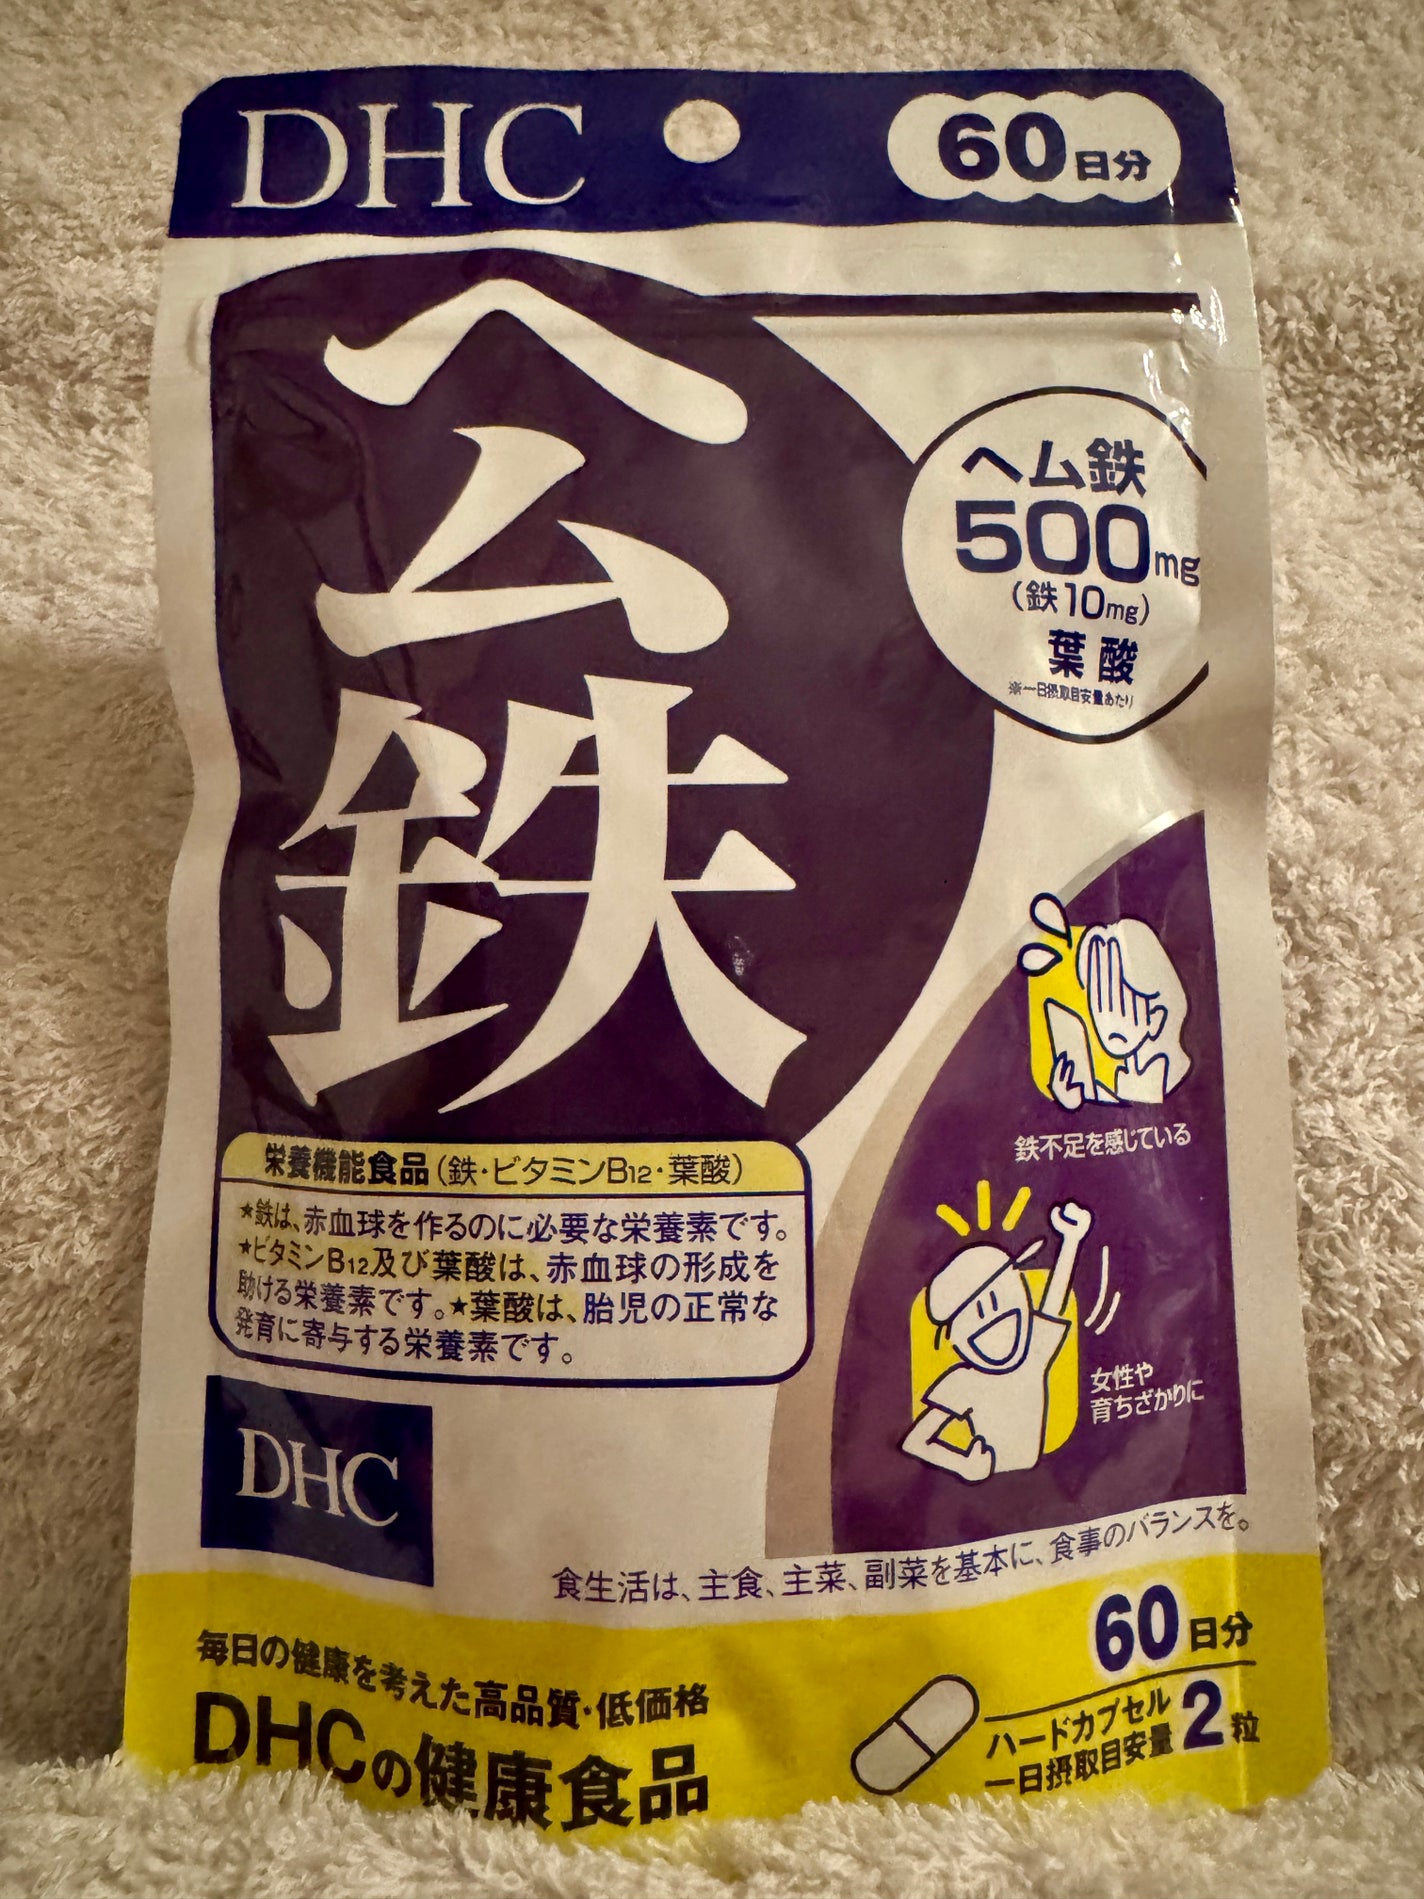 DHC
60日分
ヘム鉄
ヘム鉄
500mg
(鉄10mg)
葉酸
※一日摂取目安量あたり
鉄不足を感じている
女性や
育ちざかりに
栄養機能食品(鉄・ビタミンB12・葉酸)
★鉄は、赤血球を作るのに必要な栄養素です。
★ビタミンB12及び葉酸は、赤血球の形成を
助ける栄養素です。★葉酸は、胎児の正常な
発育に寄与する栄養素です。
DHC
食生活は、主食、主菜、副菜を基本に、食事のバランスを。
毎日の健康を考えた高品質・低価格
DHCの健康食品
60日分
ハードカプセル
一日摂取目安量2粒